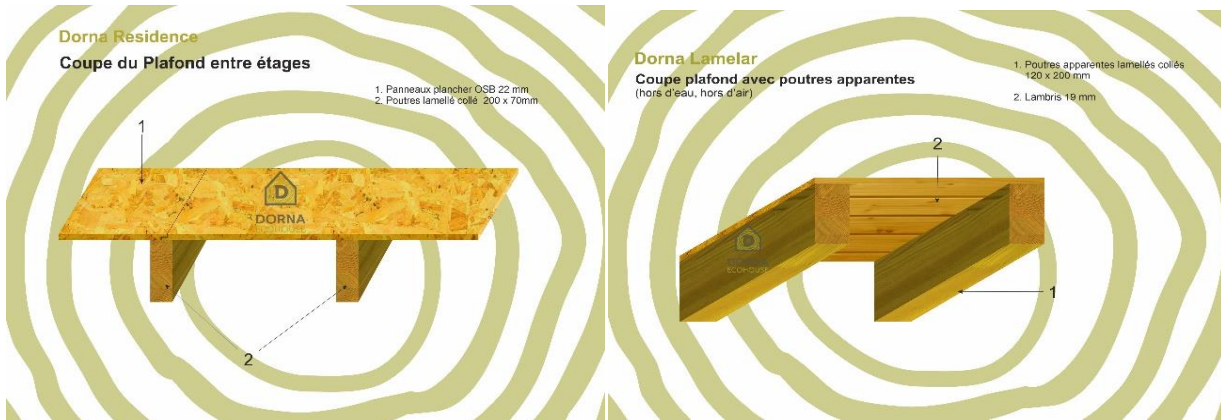 Dorna Residence
Coupe du Plafond entre étages
1. Panneaux plancher OSB 22 mm
2. Poutres lamellé collé 200 x 70mm
1
D
DORNA
ECOHOUSE
2
Dorna Lamelar
Coupe plafond avec poutres apparentes
(hors d'eau, hors d'air)
1. Poutres apparentes lamellés collés
120 x 200 mm
2. Lambris 19 mm
2
D
DORNA
ECOHOUSE
1